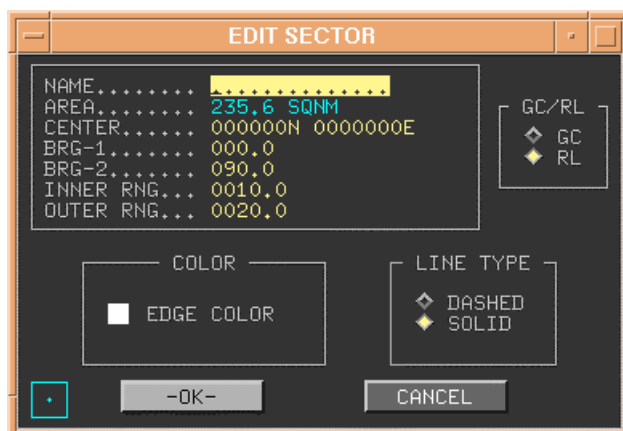 EDIT SECTOR
NAME........ ..............
AREA........ 235.6 SQNM
CENTER...... 000000N 0000000E
BRG-1....... 000.0
BRG-2....... 090.0
INNER RNG... 0010.0
OUTER RNG... 0020.0
GC/RL
GC
RL
COLOR
EDGE COLOR
LINE TYPE
DASHED
SOLID
-OK-
CANCEL